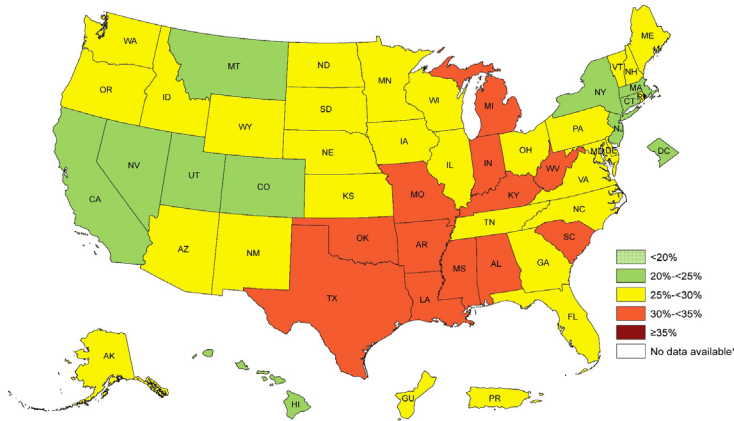 WA
ME
MT
ND
VT
NH
MN
OR
NY
MA
ID
SD
WI
CT
RI
WY
MI
PA
NJ
IA
NE
OH
MD
DE
DC
NV
IL
IN
UT
WV
CO
VA
CA
KS
MO
KY
NC
TN
OK
AZ
NM
AR
SC
MS
AL
GA
TX
LA
FL
AK
HI
GU
PR
<20%
20%-<25%
25%-<30%
30%-<35%
≥35%
No data available*